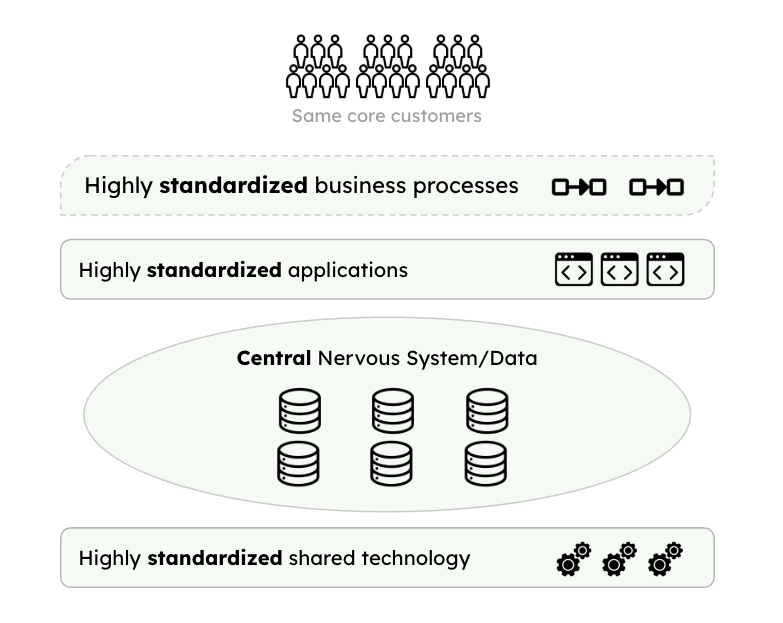 Same core customers
Highly standardized business processes
Highly standardized applications
Central Nervous System/Data
Highly standardized shared technology